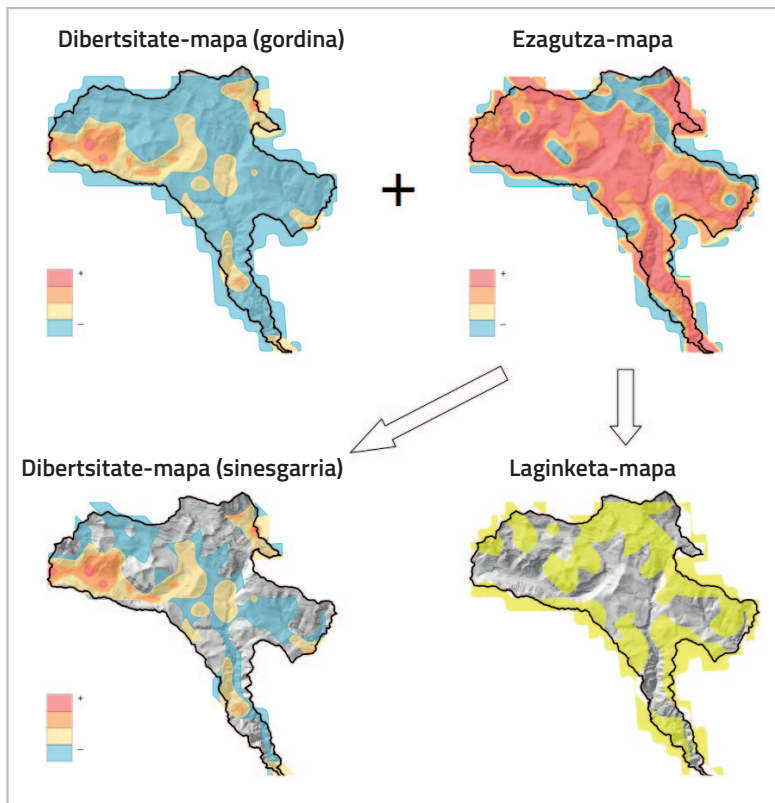 Dibertsitate-mapa (gordina)
Ezagutza-mapa
+
+
–
+
–
Dibertsitate-mapa (sinesgarria)
Laginketa-mapa
+
–